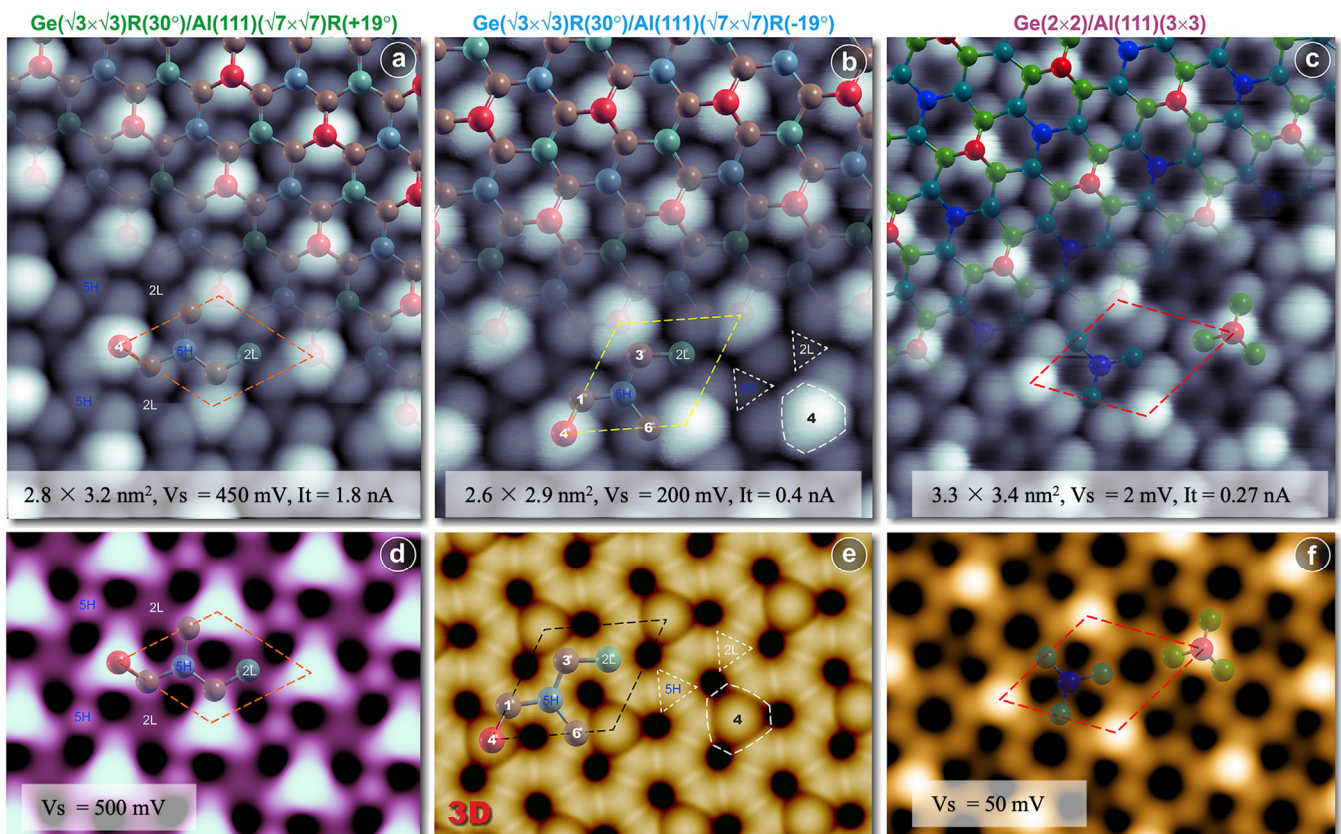 Ge(√3×√3)R(30°)/Al(111)(√7×√7)R(+19°)
Ge(√3×√3)R(30°)/Al(111)(√7×√7)R(-19°)
Ge(2×2)/Al(111)(3×3)
a
b
c
5H
2L
4
5H
2L
5H
2L
3
2L
2L
1
5H
5H
4
6
4
2.8 × 3.2 nm², Vs = 450 mV, It = 1.8 nA
2.6 × 2.9 nm², Vs = 200 mV, It = 0.4 nA
3.3 × 3.4 nm², Vs = 2 mV, It = 0.27 nA
d
e
f
5H
2L
5H
2L
5H
2L
3
2L
2L
1
5H
5H
4
6
4
Vs = 500 mV
3D
Vs = 50 mV